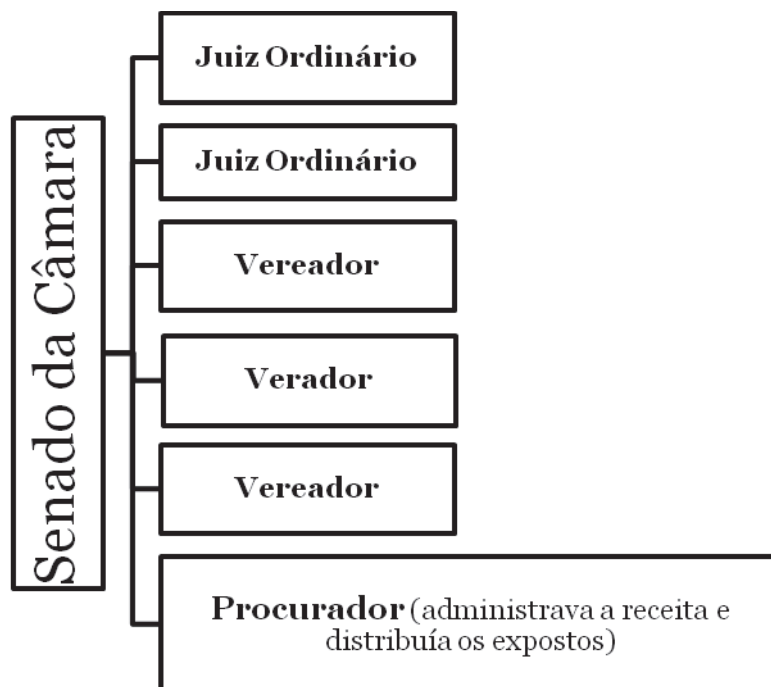 Senado da Câmara
Juiz Ordinário
Juiz Ordinário
Vereador
Verador
Vereador
Procurador (administrava a receita e
distribuía os expostos)